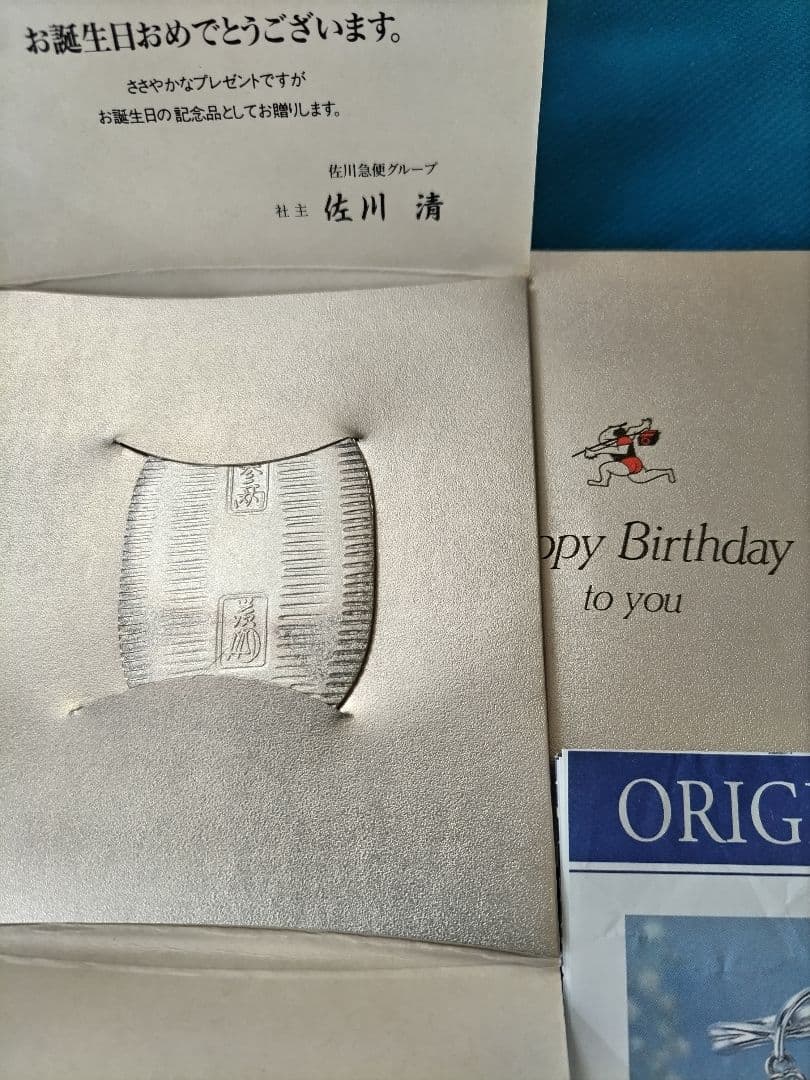 お誕生日おめでとうございます。
ささやかなプレゼントですが
お誕生日の記念品としてお贈りします。
佐川急便グループ
社主 佐川 清
Birthday
to you